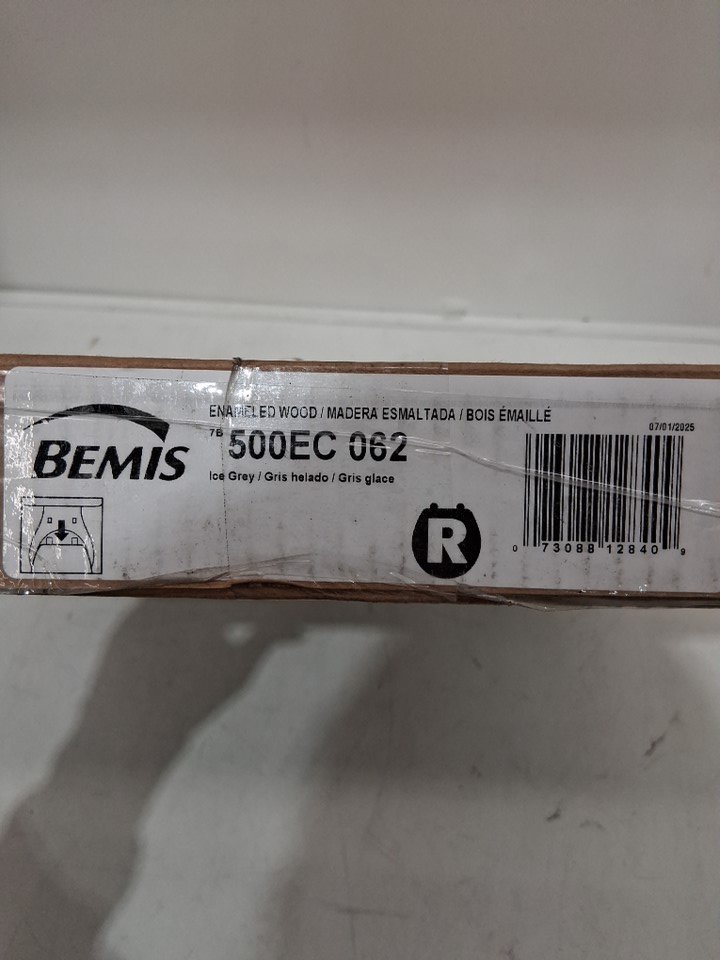 ENAMELED WOOD / MADERA ESMALTADA / BOIS ÉMAILLÉ
07/01/2025
BEMIS
7B 500EC 062
Ice Grey / Gris helado / Gris glace
R
0 73088 12840 9